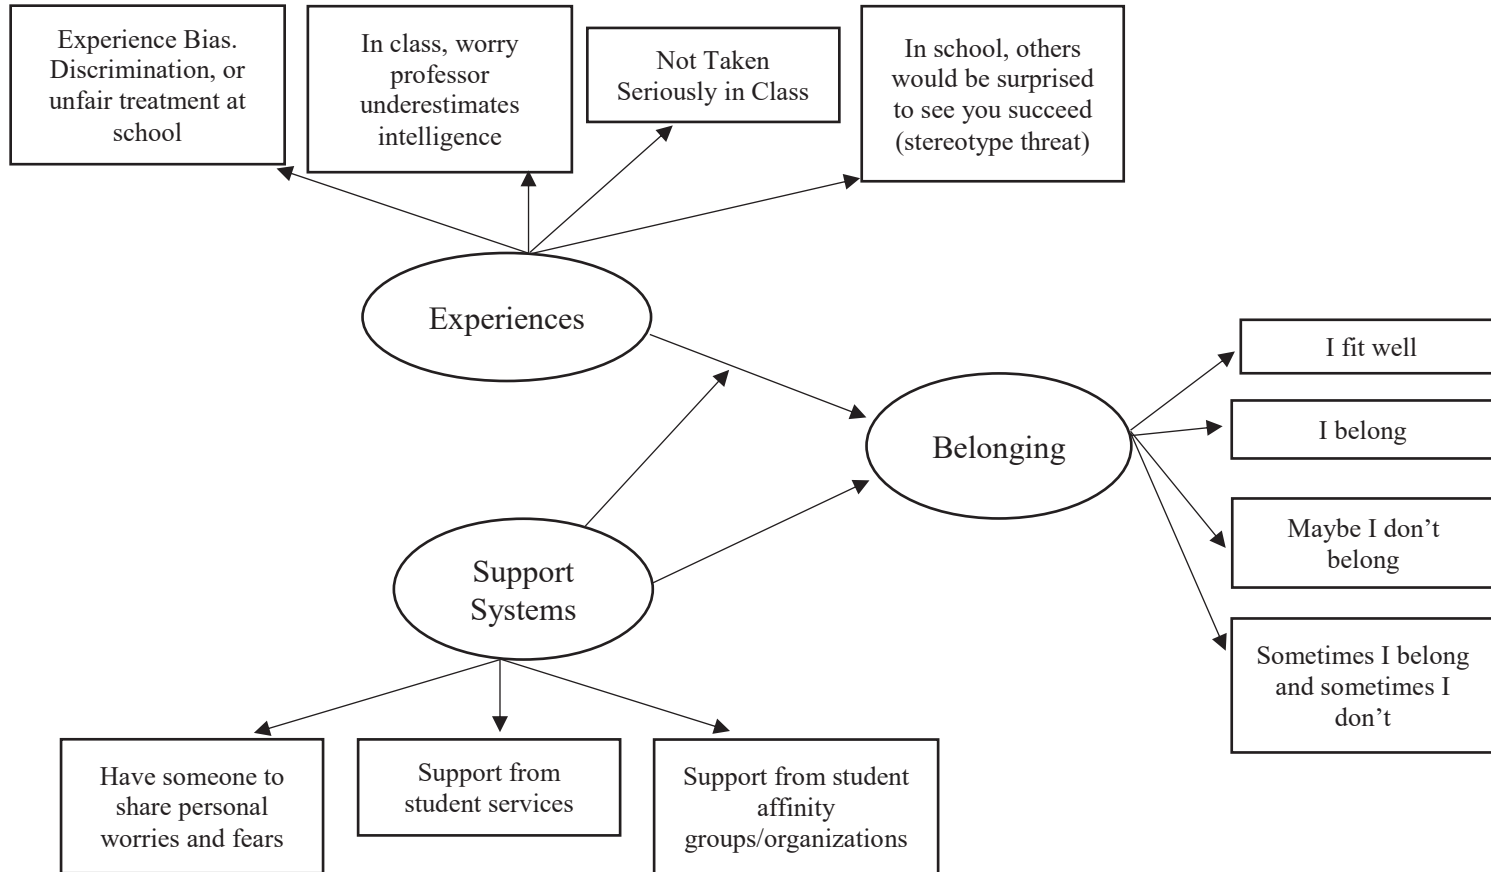 Experience Bias.
Discrimination, or
unfair treatment at
school
In class, worry
professor
underestimates
intelligence
Not Taken
Seriously in Class
In school, others
would be surprised
to see you succeed
(stereotype threat)
Experiences
I fit well
I belong
Belonging
Maybe I don’t
belong
Support
Systems
Sometimes I belong
and sometimes I
don’t
Have someone to
share personal
worries and fears
Support from
student services
Support from student
affinity
groups/organizations